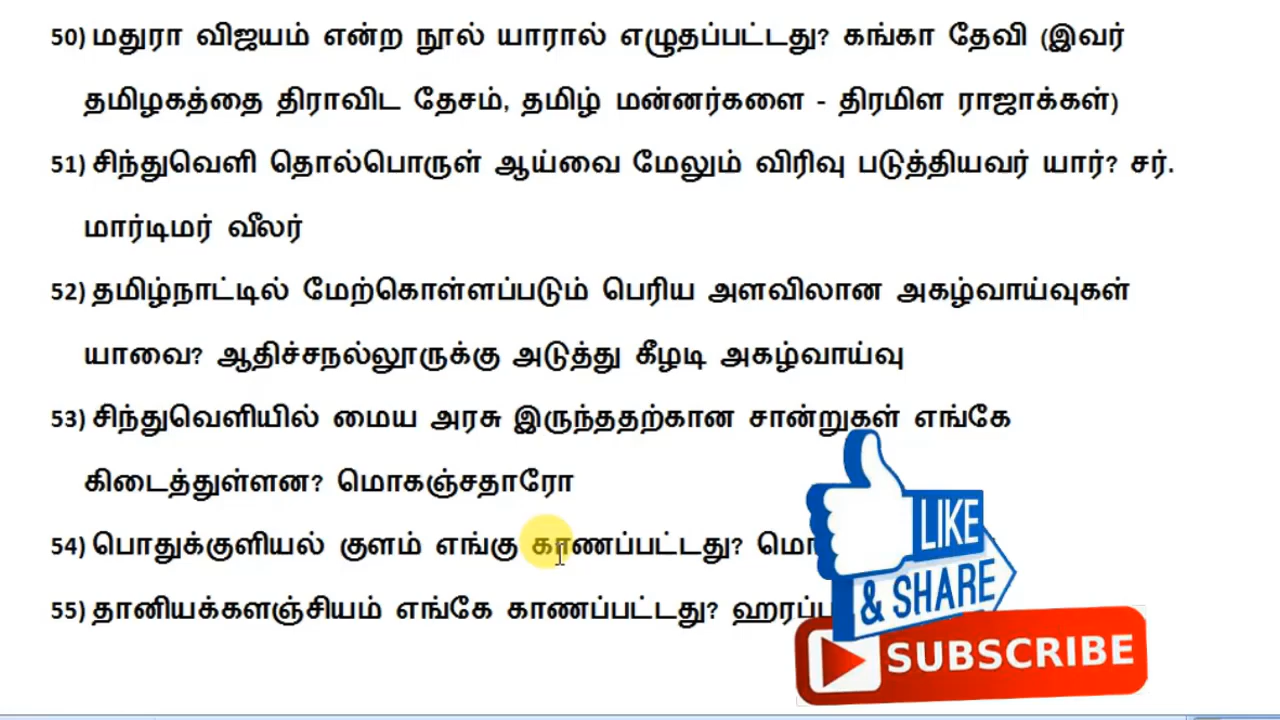 50) மதுரா விஜயம் என்ற நூல் யாரால் எழுதப்பட்டது? கங்கா தேவி (இவர்
தமிழகத்தை திராவிட தேசம், தமிழ் மன்னர்களை - திரமிள ராஜாக்கள்)
51) சிந்துவெளி தொல்பொருள் ஆய்வை மேலும் விரிவு படுத்தியவர் யார்? சர்.
மார்டிமர் வீலர்
52) தமிழ்நாட்டில் மேற்கொள்ளப்படும் பெரிய அளவிலான அகழ்வாய்வுகள்
யாவை? ஆதிச்சநல்லூருக்கு அடுத்து கீழடி அகழ்வாய்வு
53) சிந்துவெளியில் மைய அரசு இருந்ததற்கான சான்றுகள் எங்கே
கிடைத்துள்ளன? மொகஞ்சதாரோ
54) பொதுக்குளியல் குளம் எங்கு காணப்பட்டது?
55) தானியக்களஞ்சியம் எங்கே காணப்பட்டது?
LIKE
& SHARE
SUBSCRIBE